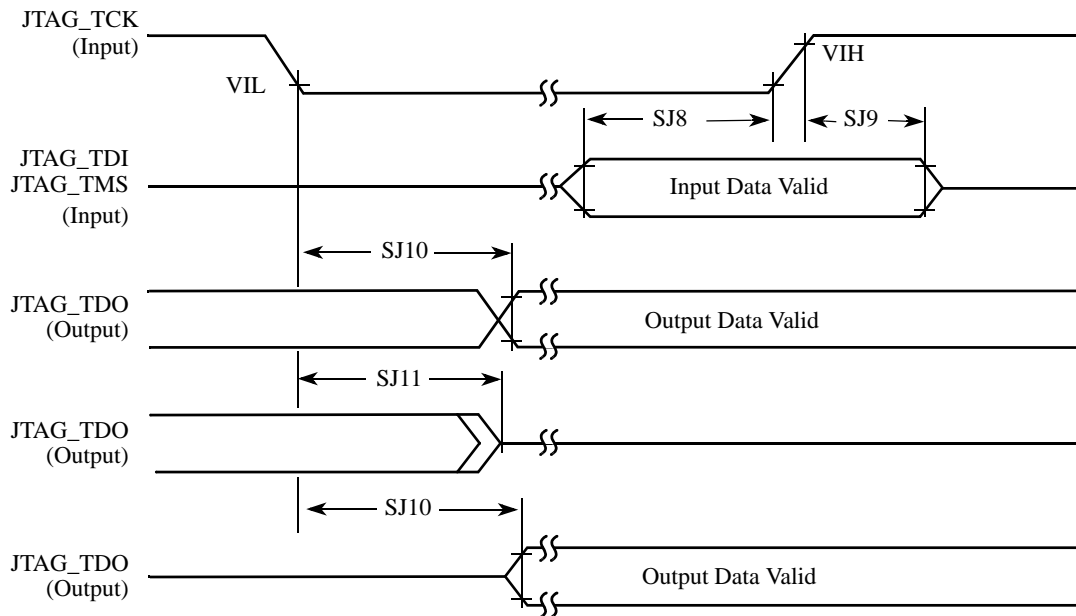 JTAG_TCK
(Input)
VIL
VIH
SJ8
SJ9
JTAG_TDI
JTAG_TMS
(Input)
Input Data Valid
SJ10
JTAG_TDO
(Output)
Output Data Valid
SJ11
JTAG_TDO
(Output)
SJ10
JTAG_TDO
(Output)
Output Data Valid